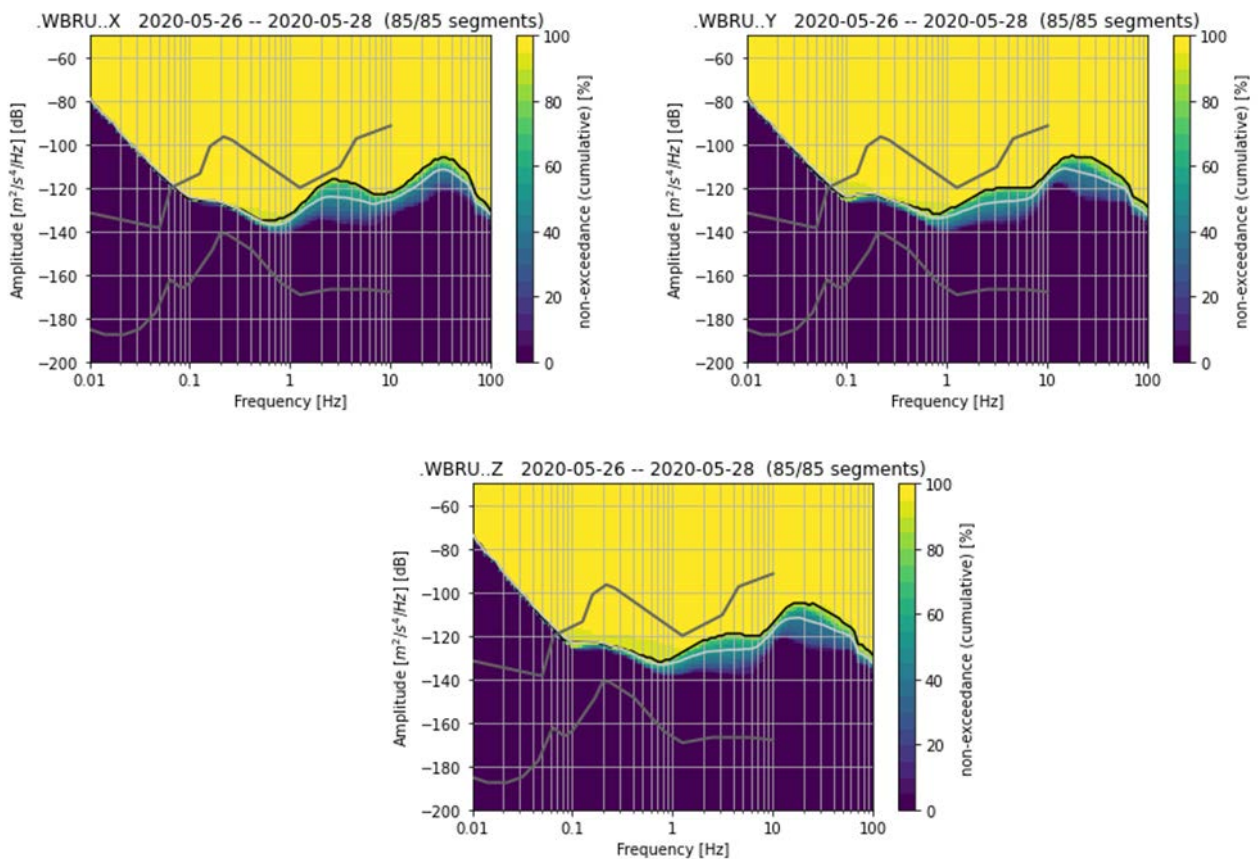 .WBRU..X 2020-05-26 -- 2020-05-28 (85/85 segments)
Amplitude [m²/s⁴/Hz] [dB]
−60
−80
−100
−120
−140
−160
−180
−200
0.01 0.1 1 10 100
Frequency [Hz]
100
80
60
40
20
0
non-exceedance (cumulative) [%]
.WBRU..Y 2020-05-26 -- 2020-05-28 (85/85 segments)
Amplitude [m²/s⁴/Hz] [dB]
−60
−80
−100
−120
−140
−160
−180
−200
0.01 0.1 1 10 100
Frequency [Hz]
100
80
60
40
20
0
non-exceedance (cumulative) [%]
.WBRU..Z 2020-05-26 -- 2020-05-28 (85/85 segments)
Amplitude [m²/s⁴/Hz] [dB]
−60
−80
−100
−120
−140
−160
−180
−200
0.01 0.1 1 10 100
Frequency [Hz]
100
80
60
40
20
0
non-exceedance (cumulative) [%]